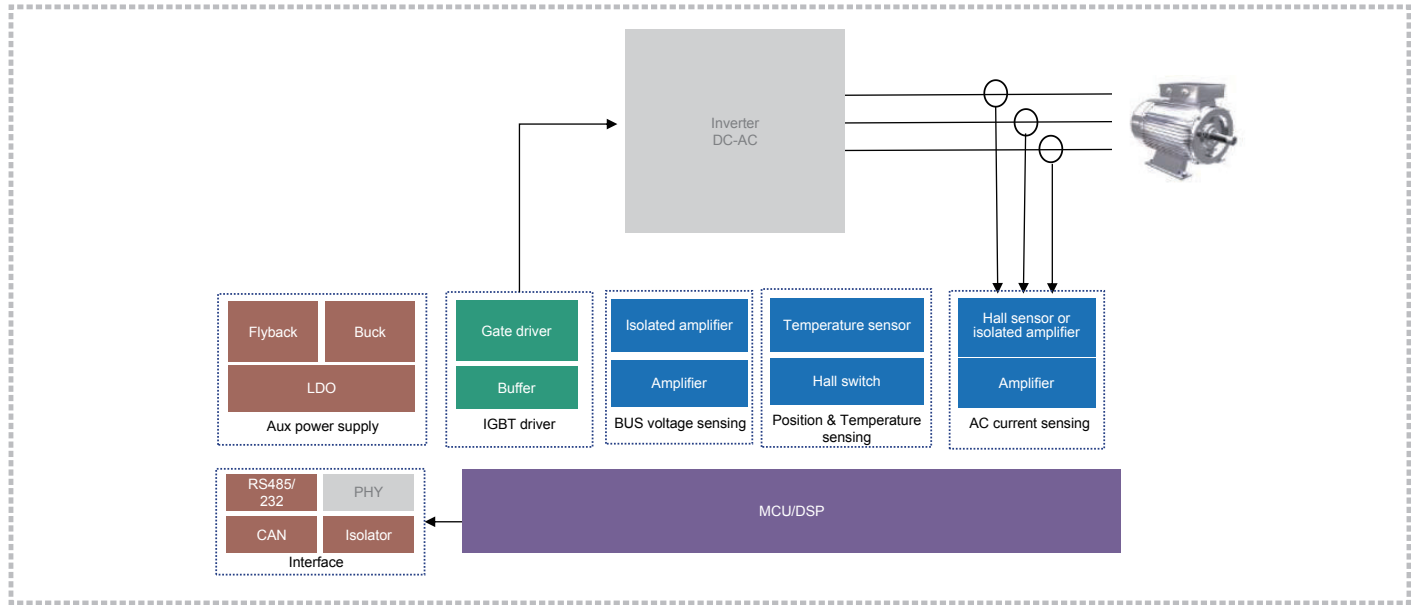 Inverter
DC-AC
Flyback
Buck
LDO
Aux power supply
Gate driver
Buffer
IGBT driver
Isolated amplifier
Amplifier
BUS voltage sensing
Temperature sensor
Hall switch
Position & Temperature
sensing
Hall sensor or
isolated amplifier
Amplifier
AC current sensing
RS485/
232
PHY
CAN
Isolator
Interface
MCU/DSP